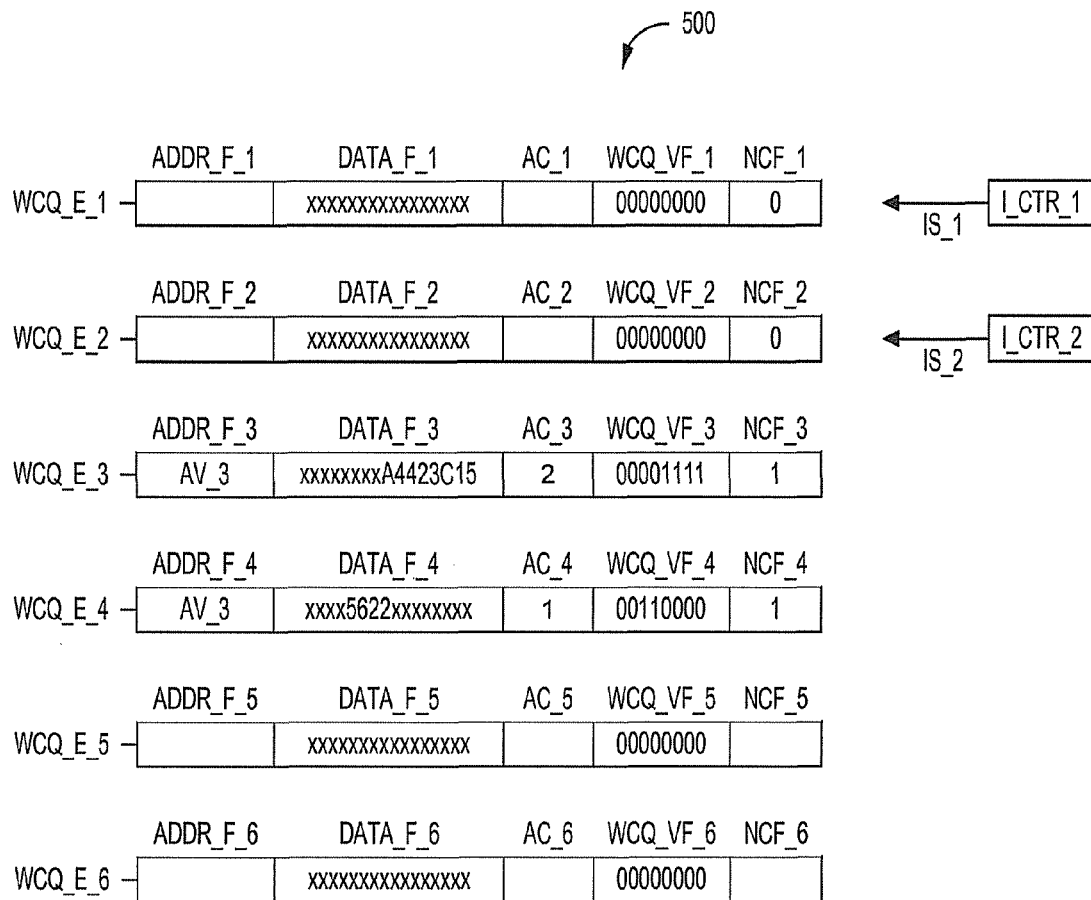 500
ADDR_F_1 DATA_F_1 AC_1 WCQ_VF_1 NCF_1
WCQ_E_1 xxxxxxxxxxxxxxxx 00000000 0 IS_1 I_CTR_1
ADDR_F_2 DATA_F_2 AC_2 WCQ_VF_2 NCF_2
WCQ_E_2 xxxxxxxxxxxxxxxx 00000000 0 IS_2 I_CTR_2
ADDR_F_3 DATA_F_3 AC_3 WCQ_VF_3 NCF_3
WCQ_E_3 AV_3 xxxxxxxxA4423C15 2 00001111 1
ADDR_F_4 DATA_F_4 AC_4 WCQ_VF_4 NCF_4
WCQ_E_4 AV_3 xxxx5622xxxxxxxx 1 00110000 1
ADDR_F_5 DATA_F_5 AC_5 WCQ_VF_5 NCF_5
WCQ_E_5 xxxxxxxxxxxxxxxx 00000000
ADDR_F_6 DATA_F_6 AC_6 WCQ_VF_6 NCF_6
WCQ_E_6 xxxxxxxxxxxxxxxx 00000000